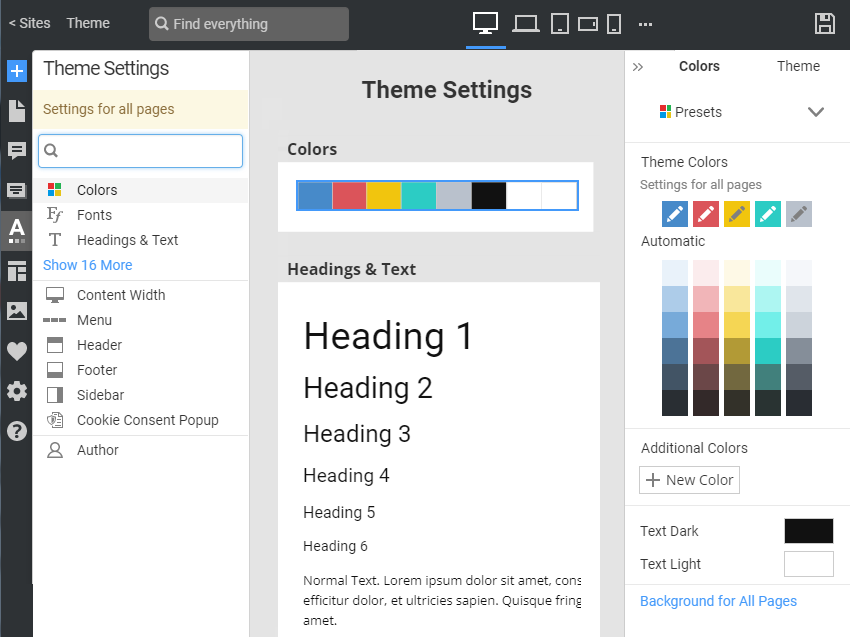 < Sites Theme Find everything
Theme Settings
Settings for all pages
Colors
Ff Fonts
T Headings & Text
Show 16 More
Content Width
Menu
Header
Footer
Sidebar
Cookie Consent Popup
Author
A
?
Theme Settings
Colors
Headings & Text
Heading 1
Heading 2
Heading 3
Heading 4
Heading 5
Heading 6
Normal Text. Lorem ipsum dolor sit amet, cons
efficitur dolor, et ultricies sapien. Quisque fring
amet.
Colors Theme
Presets
Theme Colors
Settings for all pages
Automatic
Additional Colors
+ New Color
Text Dark
Text Light
Background for All Pages